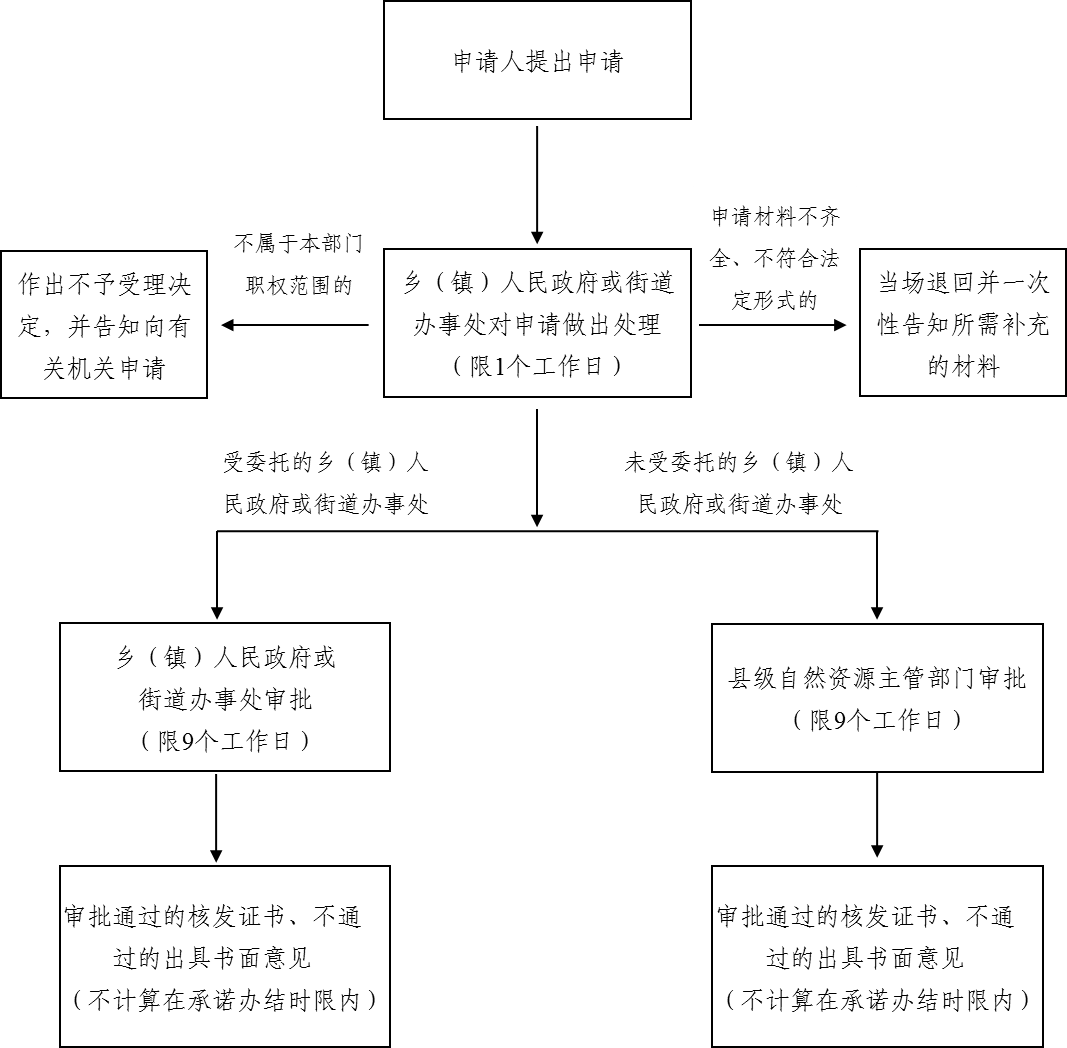 申请人提出申请
申请材料不齐
全、不符合法
定形式的
不属于本部门
职权范围的
作出不予受理决
定，并告知向有
关机关申请
乡（镇）人民政府或街道
办事处对申请做出处理
（限1个工作日）
当场退回并一次
性告知所需补充
的材料
受委托的乡（镇）人
民政府或街道办事处
未受委托的乡（镇）人
民政府或街道办事处
乡（镇）人民政府或
街道办事处审批
（限9个工作日）
县级自然资源主管部门审批
（限9个工作日）
审批通过的核发证书、不通
过的出具书面意见
（不计算在承诺办结时限内）
审批通过的核发证书、不通
过的出具书面意见
（不计算在承诺办结时限内）